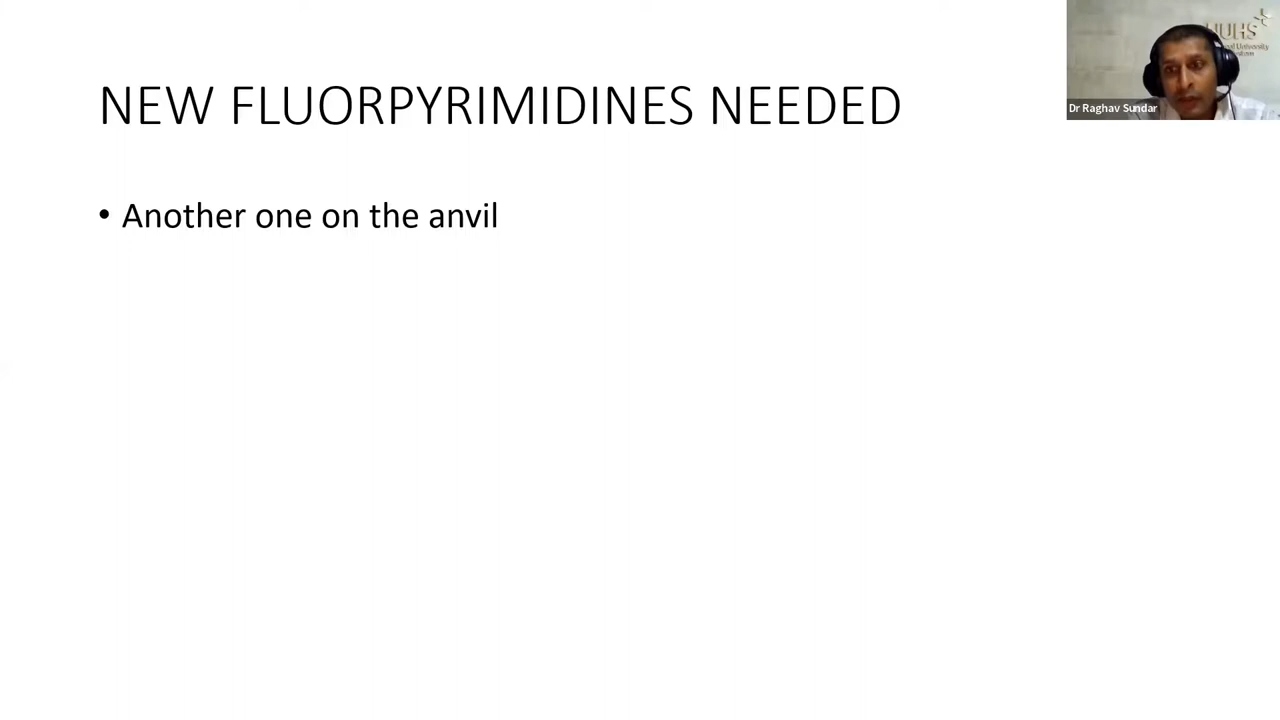 NEW FLUORPYRIMIDINES NEEDED
• Another one on the anvil
Dr Raghav Sundar